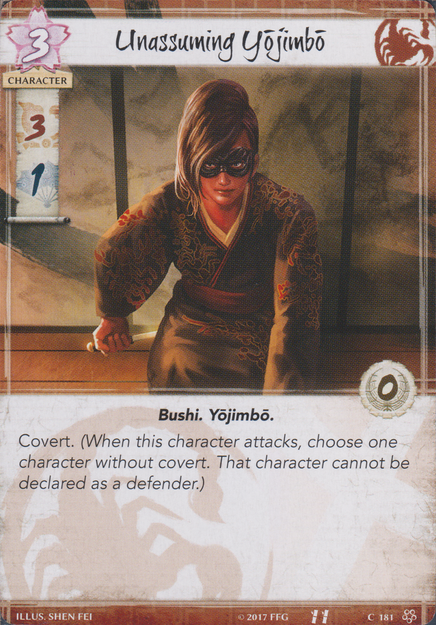 3
Unassuming Yōjimbō
CHARACTER
3
1
0
Bushi. Yōjimbō.
Covert. (When this character attacks, choose one
character without covert. That character cannot be
declared as a defender.)
ILLUS. SHEN FEI
© 2017 FFG
11
C 181